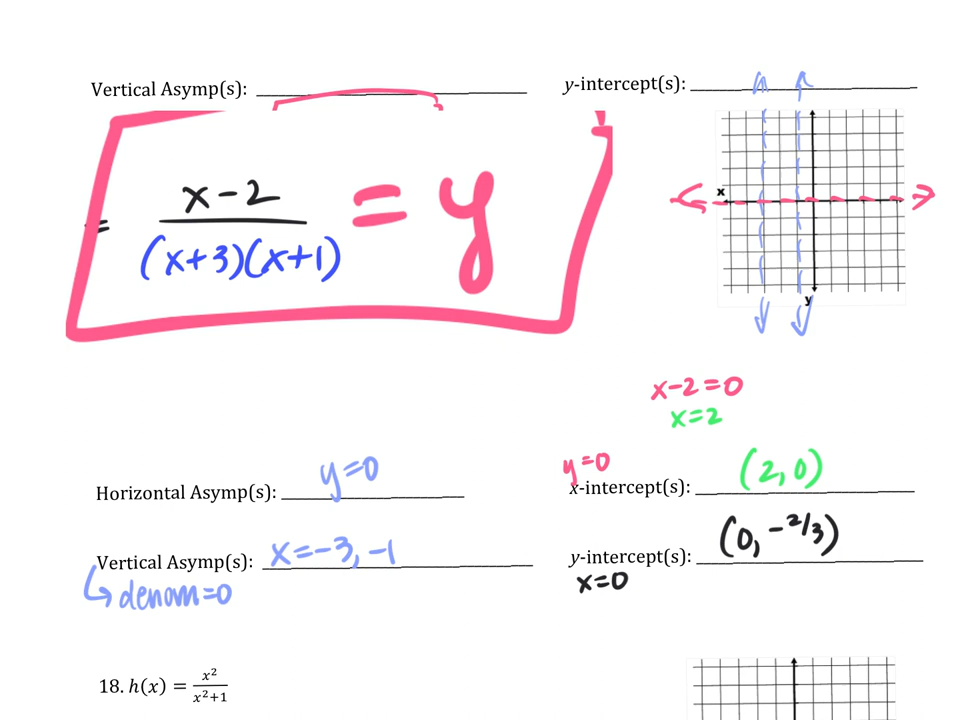 Vertical Asymp(s): y-intercept(s):
x
= x-2 / (x+3)(x+1) = y
y
x-2=0
x=2
y=0 y=0 (2,0)
Horizontal Asymp(s): x-intercept(s):
x=-3, -1 (0, -2/3)
Vertical Asymp(s): y-intercept(s):
denom=0 x=0
18. h(x) = x²/x²+1